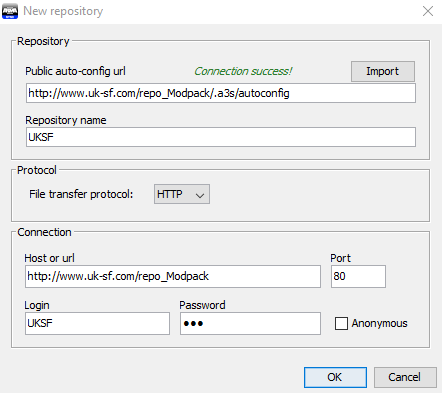 New repository
Repository
Public auto-config url Connection success! Import
http://www.uk-sf.com/repo_Modpack/.a3s/autoconfig
Repository name
UKSF
Protocol
File transfer protocol: HTTP
Connection
Host or url Port
http://www.uk-sf.com/repo_Modpack 80
Login Password
UKSF ●●● Anonymous
OK Cancel